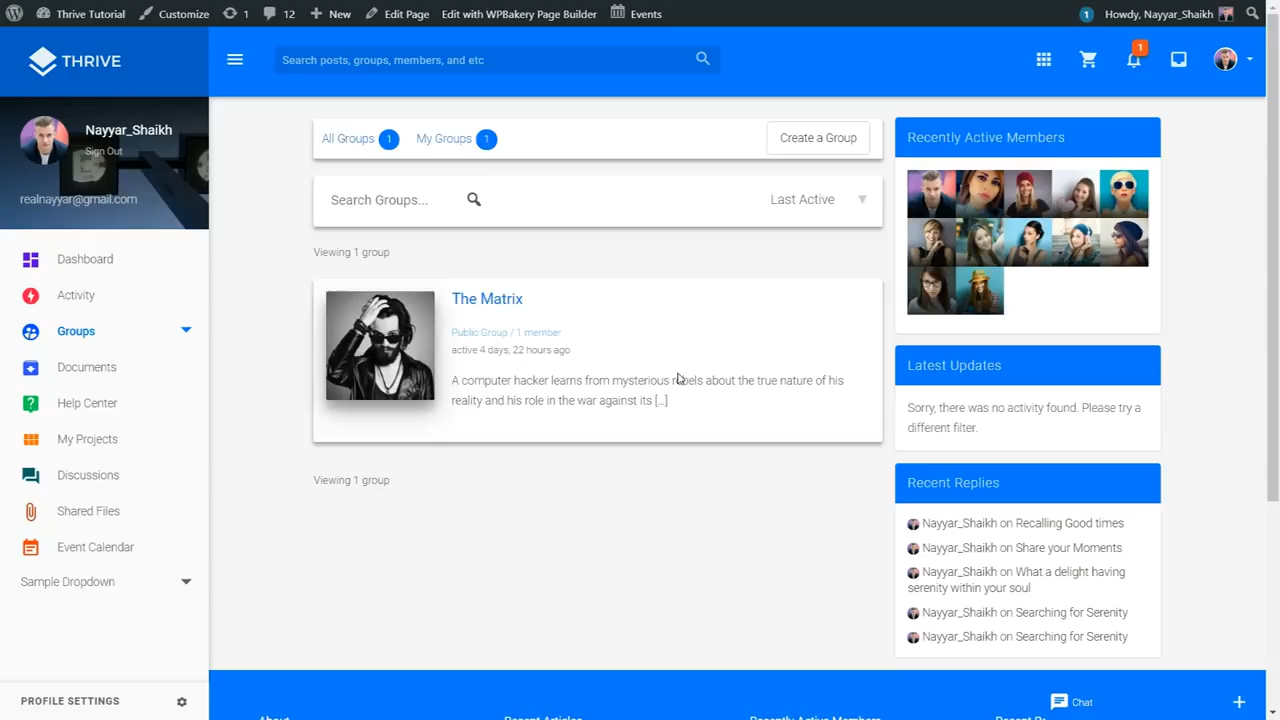 Thrive Tutorial Customize 1 12 New Edit Page Edit with WPBakery Page Builder Events 1 Howdy, Nayyar_Shaikh
THRIVE
Search posts, groups, members, and etc
1
Nayyar_Shaikh
Sign Out
realnayyar@gmail.com
Dashboard
Activity
Groups
Documents
Help Center
My Projects
Discussions
Shared Files
Event Calendar
Sample Dropdown
PROFILE SETTINGS
All Groups 1 My Groups 1 Create a Group
Search Groups... Last Active
Viewing 1 group
The Matrix
Public Group / 1 member
active 4 days, 22 hours ago
A computer hacker learns from mysterious rebels about the true nature of his
reality and his role in the war against its [...]
Viewing 1 group
Recently Active Members
Latest Updates
Sorry, there was no activity found. Please try a
different filter.
Recent Replies
Nayyar_Shaikh on Recalling Good times
Nayyar_Shaikh on Share your Moments
Nayyar_Shaikh on What a delight having
serenity within your soul
Nayyar_Shaikh on Searching for Serenity
Nayyar_Shaikh on Searching for Serenity
Chat
About Recent Articles Recently Active Members Recent